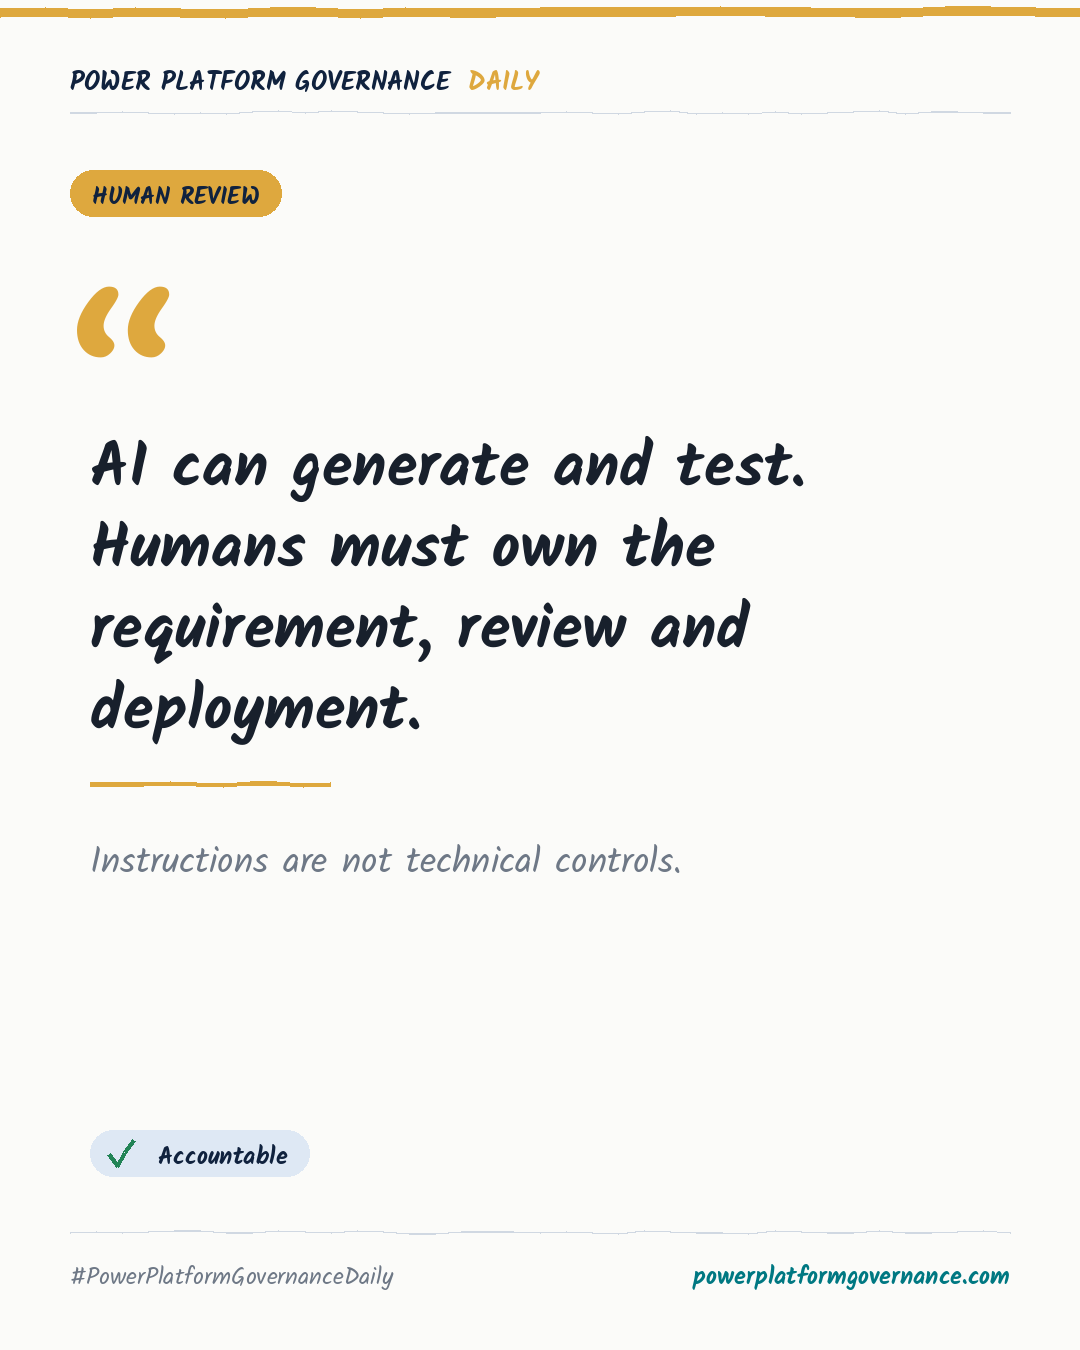 POWER PLATFORM GOVERNANCE DAILY
HUMAN REVIEW
“
AI can generate and test.
Humans must own the
requirement, review and
deployment.
Instructions are not technical controls.
✓ Accountable
#PowerPlatformGovernanceDaily
powerplatformgovernance.com